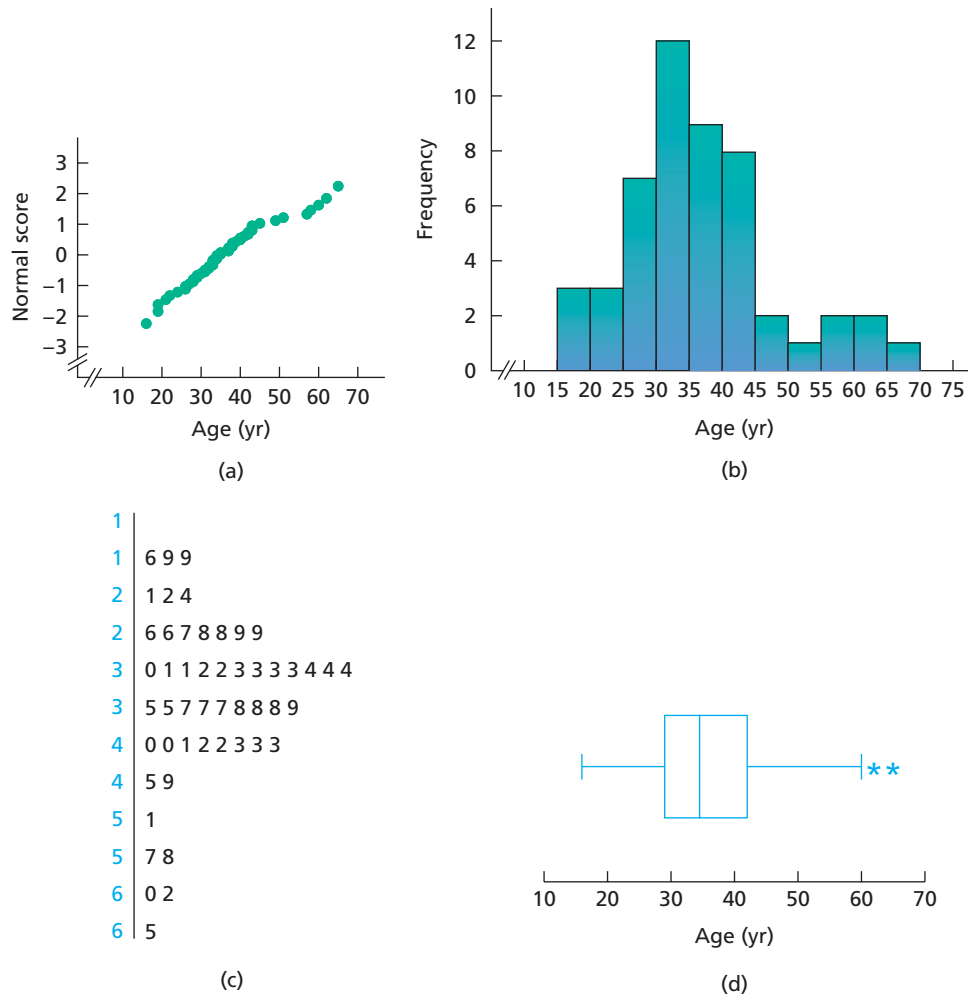 3
2
1
0
−1
−2
−3
Normal score
10 20 30 40 50 60 70
Age (yr)
(a)
12
10
8
6
4
2
0
Frequency
10 15 20 25 30 35 40 45 50 55 60 65 70 75
Age (yr)
(b)
1
1 6 9 9
2 1 2 4
2 6 6 7 8 8 9 9
3 0 1 1 2 2 3 3 3 3 4 4 4
3 5 5 7 7 7 8 8 8 9
4 0 0 1 2 2 3 3 3
4 5 9
5 1
5 7 8
6 0 2
6 5
(c)
**
10 20 30 40 50 60 70
Age (yr)
(d)